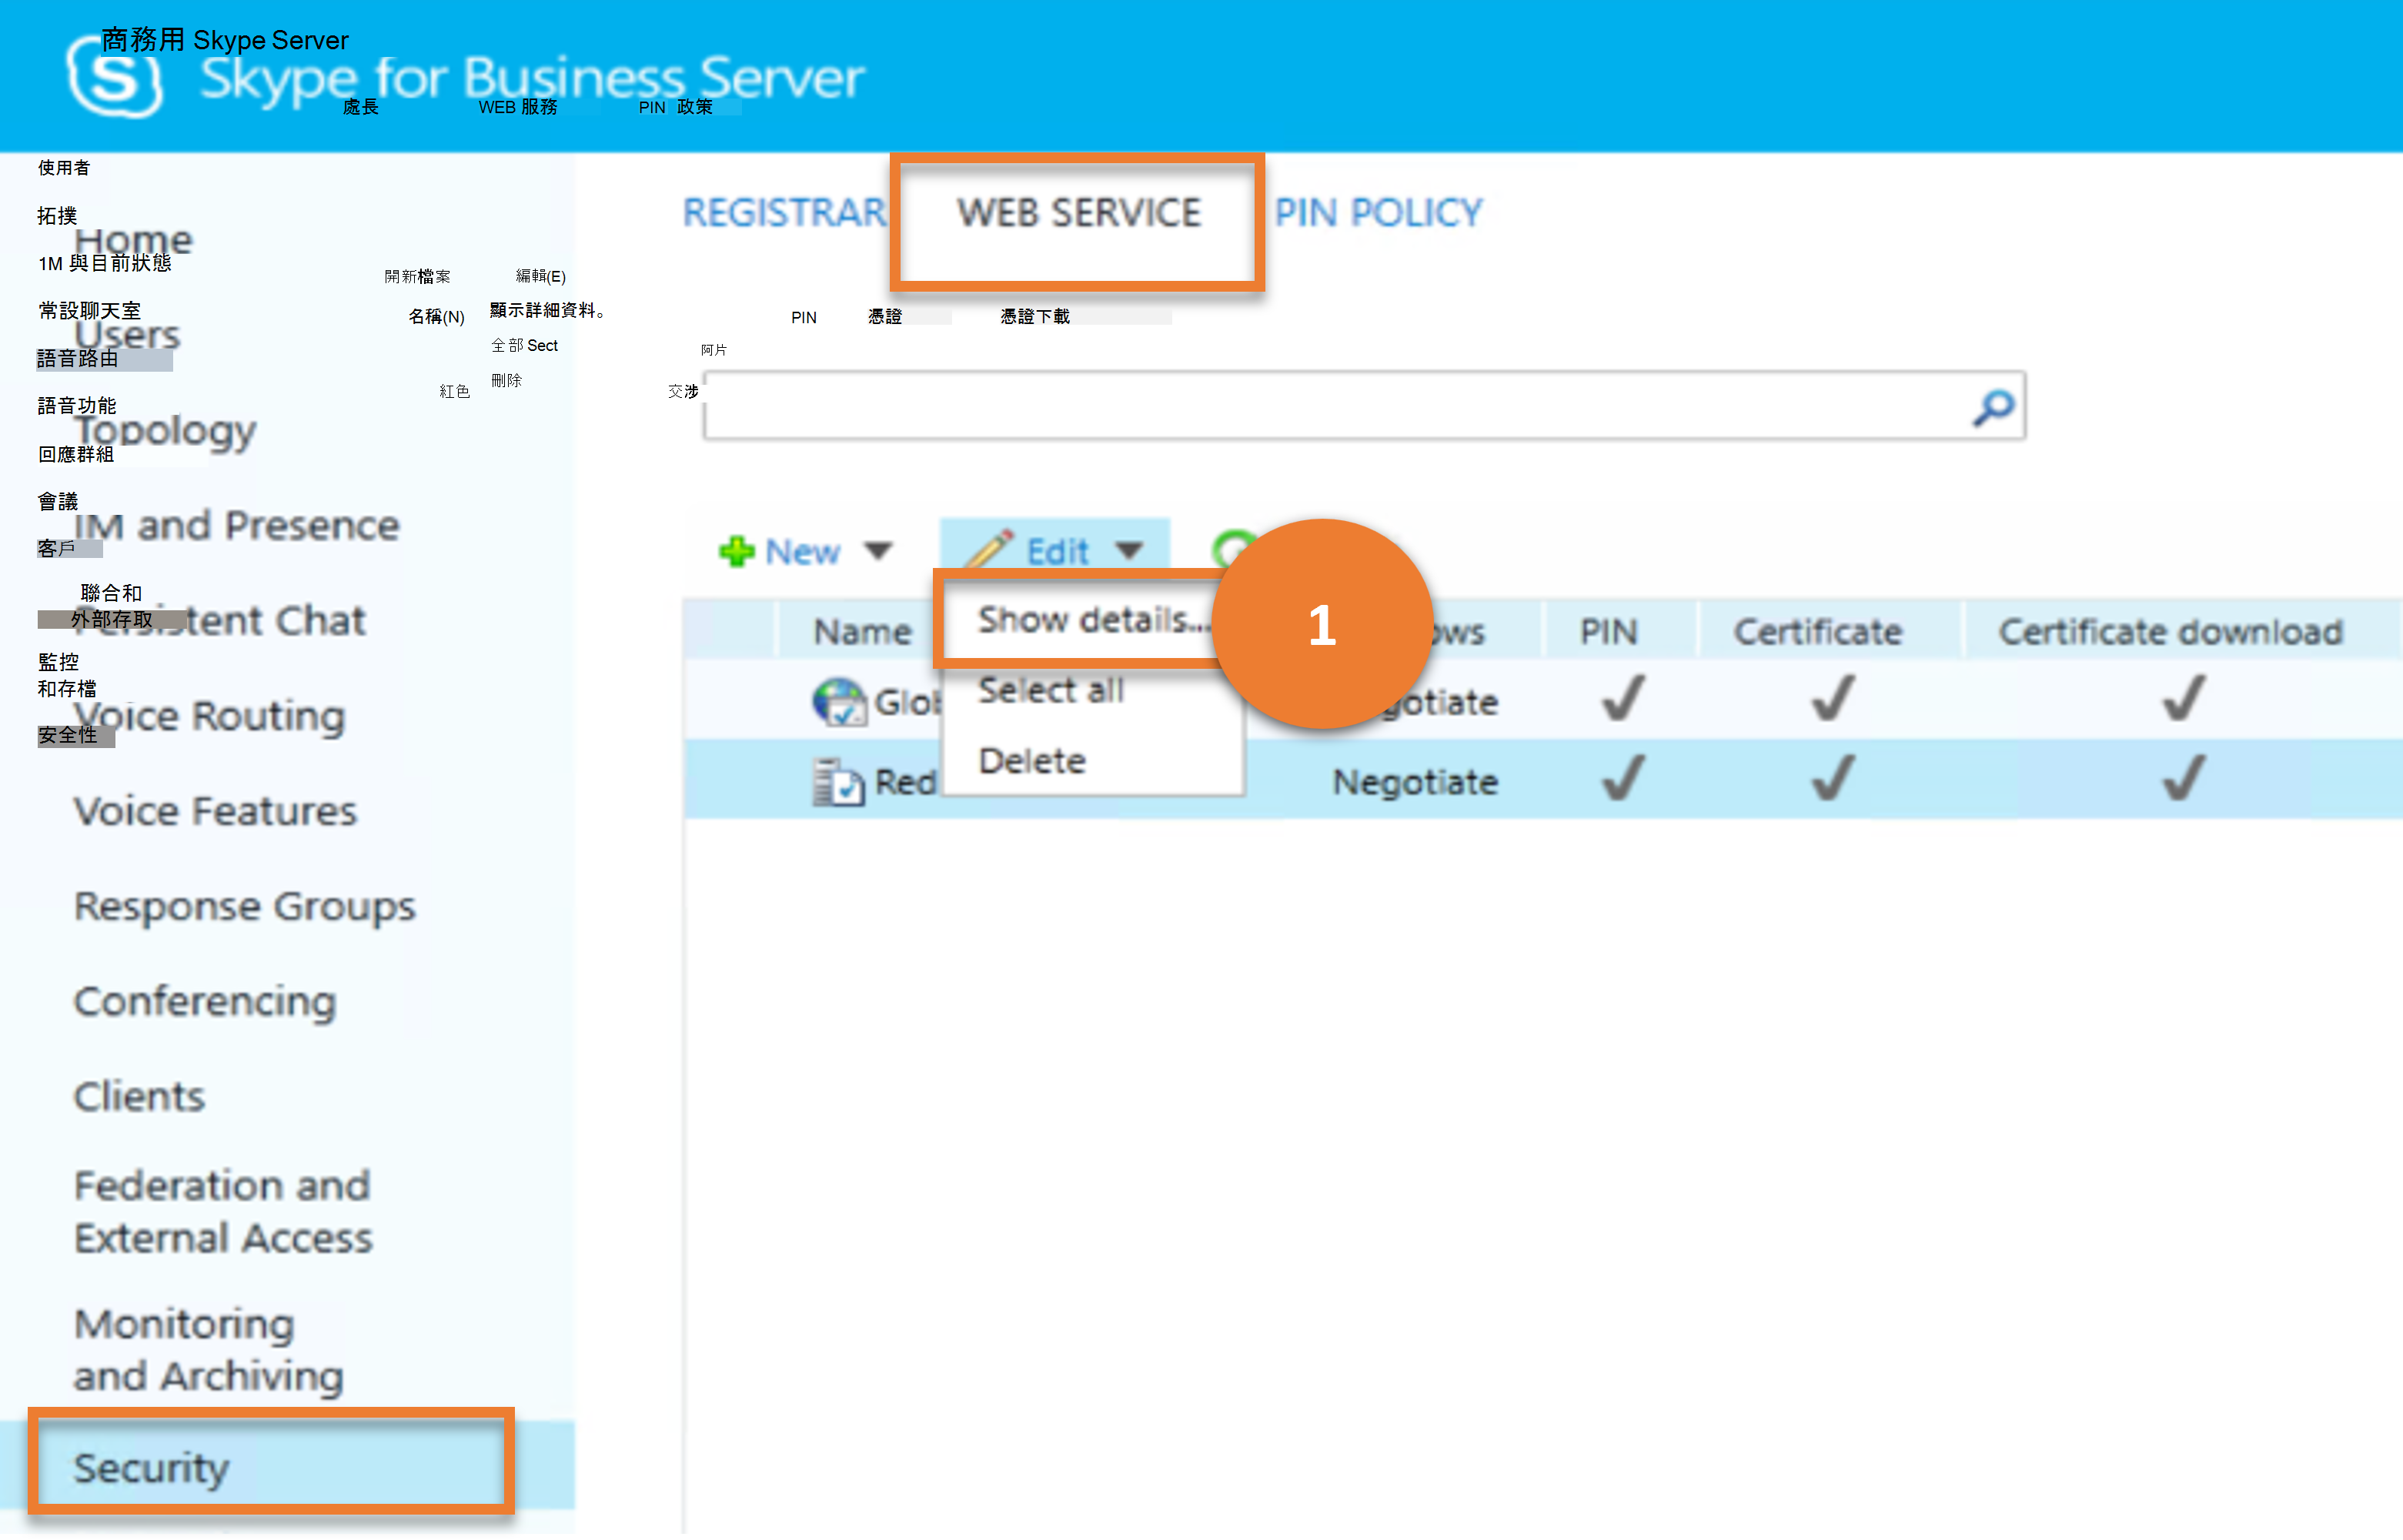 商務用 Skype Server
Skype for Business Server
處長 WEB 服務 PIN 政策
使用者
拓撲
Home
1M 與目前狀態
常設聊天室
Users
語音路由
語音功能
Topology
回應群組
會議
IM and Presence
客戶
聯合和
外部存取
tent Chat
監控
和存檔
Voice Routing
安全性
Voice Features
Response Groups
Conferencing
Clients
Federation and
External Access
Monitoring
and Archiving
Security
REGISTRAR WEB SERVICE PIN POLICY
開新檔案 編輯(E)
名稱(N) 顯示詳細資料。 PIN 憑證 憑證下載
全部 Sect 阿片
紅色 刪除 交涉
New Edit
Show details...
Select all
Delete
1
Name PIN Certificate Certificate download
Red Negotiate